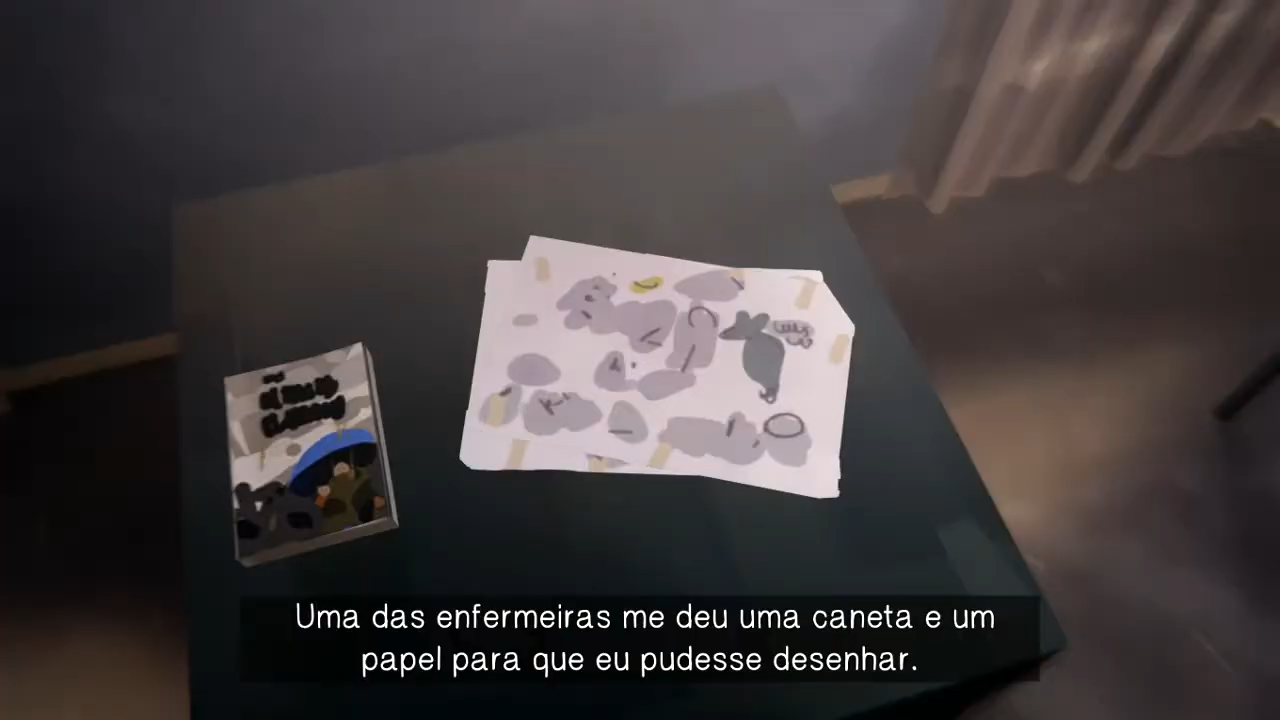 Uma das enfermeiras me deu uma caneta e um
papel para que eu pudesse desenhar.